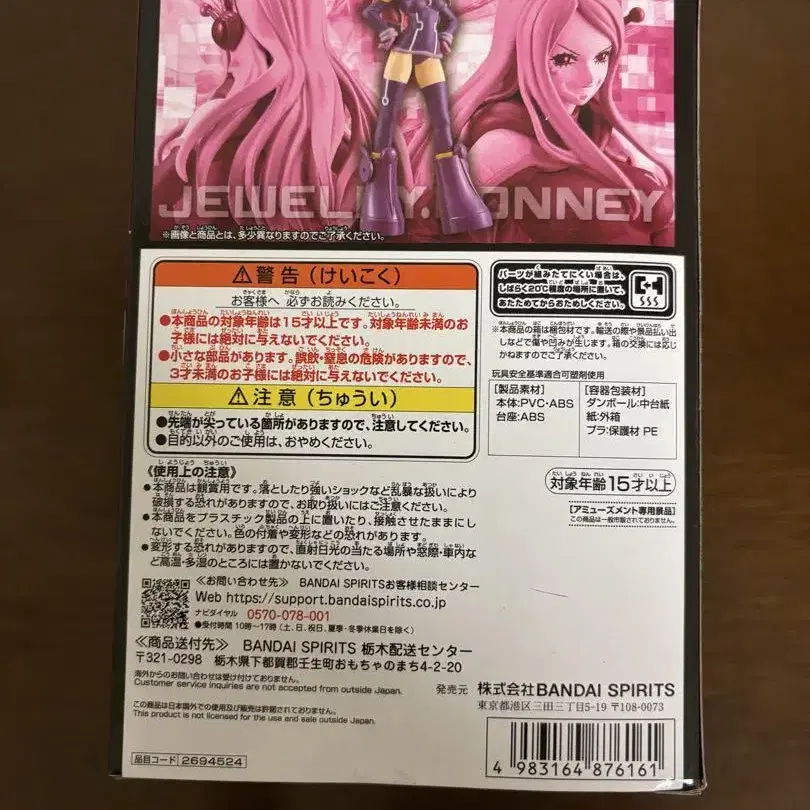 JEWELRY.BONNEY
※画像と商品とは、多少異なりますのでご了承ください。
⚠警告（けいこく）
お客様へ 必ずお読みください。
●本商品の対象年齢は15才以上です。対象年齢未満のお
子様には絶対に与えないでください。
●小さな部品があります。誤飲・窒息の危険がありますので、
3才未満のお子様には絶対に与えないでください。
⚠注意（ちゅうい）
●先端が尖っている箇所がありますので、注意してください。
●目的以外のご使用は、おやめください。
《使用上の注意》
●本商品は観賞用です。落としたり強いショックなど乱暴な扱いにより
破損する恐れがありますので、お取り扱いにはご注意ください。
●本商品をプラスチック製品の上に置いたり、接触させたままにし
ないでください。色の付着や変形などの恐れがあります。
●変形する恐れがありますので、直射日光の当たる場所や窓際・車内な
ど高温・多湿のところには置かないでください。
≪お問い合わせ先≫ BANDAI SPIRITSお客様相談センター
Web https://support.bandaispirits.co.jp
ナビダイヤル 0570-078-001
●受付時間 10時〜17時（土、日、祝日、夏季・冬季休業日を除く）
≪商品送付先≫ BANDAI SPIRITS 栃木配送センター
〒321-0298 栃木県下都賀郡壬生町おもちゃのまち4-2-20
海外からのお問い合わせは受け付けておりません。
Customer service inquiries are not accepted from outside Japan.
この商品は日本国外での使用及び販売は許諾されておりません。
This product is not licensed for the use and sale outside Japan.
品目コード 2694524
パーツが組みたてにくい場合は、
しばらく20℃程度の場所に置いて、
あたためてからおためしください。
※本商品の箱は梱包材です。輸送の際や景品払い出
しなどで傷や凹みが生じます。箱の交換には応じ
かねますのでご了承ください。
玩具安全基準適合可塑剤使用
［製品素材］
本体:PVC・ABS
台座:ABS
［容器包装材］
ダンボール:中台紙
紙:外箱
プラ:保護材 PE
対象年齢15才以上
［アミューズメント専用景品］
この商品は一般市販されておりません。
発売元 株式会社BANDAI SPIRITS
東京都港区三田三丁目5-19 〒108-0073
4 983164 876161